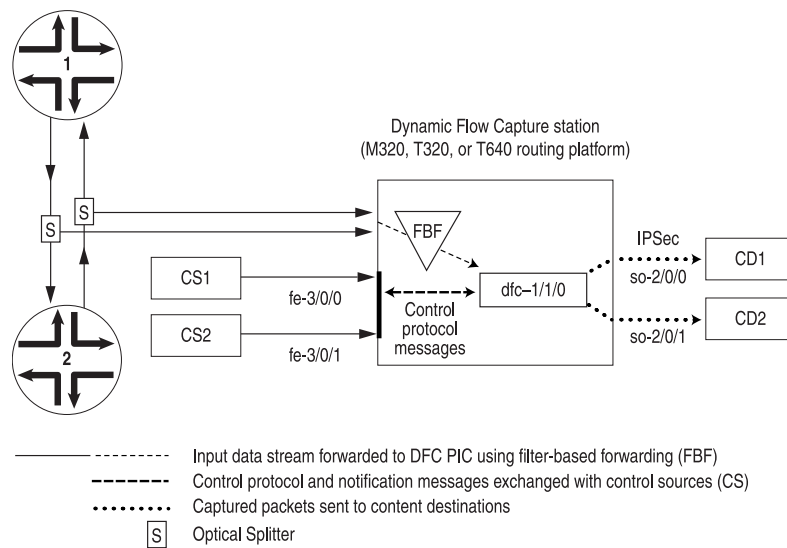 1
Dynamic Flow Capture station
(M320, T320, or T640 routing platform)
S
S
FBF
IPSec
CS1
dfc–1/1/0
CD1
fe-3/0/0
so-2/0/0
CS2
Control
protocol
messages
CD2
fe-3/0/1
so-2/0/1
2
Input data stream forwarded to DFC PIC using filter-based forwarding (FBF)
Control protocol and notification messages exchanged with control sources (CS)
Captured packets sent to content destinations
S Optical Splitter